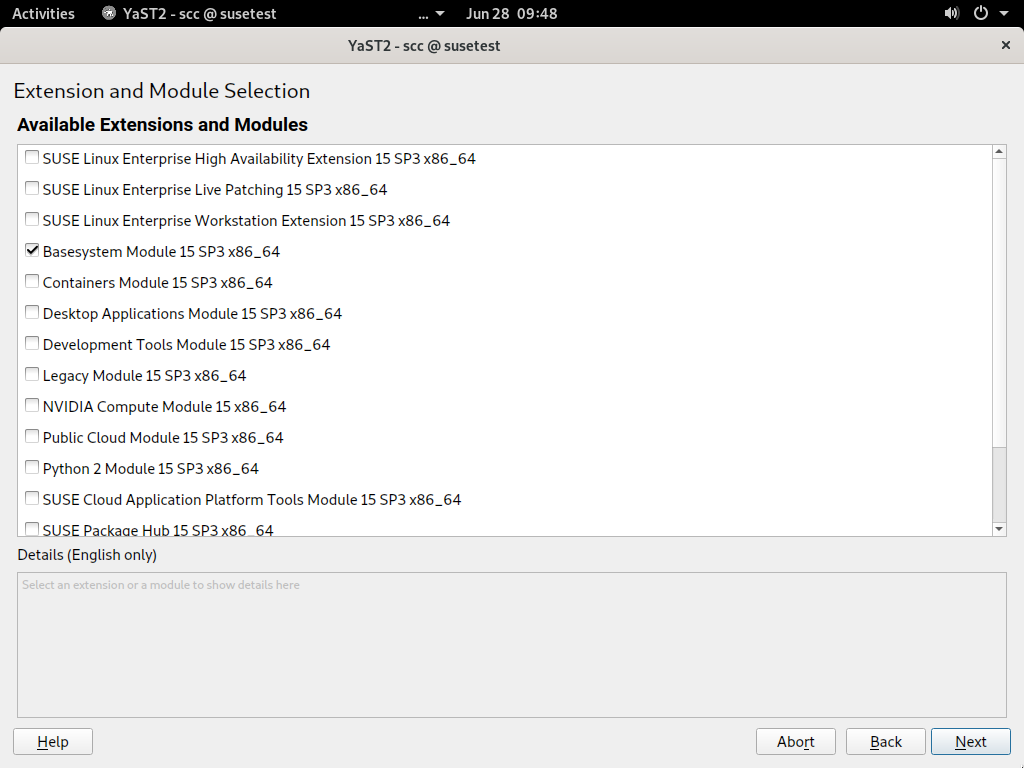 Activities YaST2 - scc @ susetest ... Jun 28 09:48
YaST2 - scc @ susetest
Extension and Module Selection
Available Extensions and Modules
SUSE Linux Enterprise High Availability Extension 15 SP3 x86_64
SUSE Linux Enterprise Live Patching 15 SP3 x86_64
SUSE Linux Enterprise Workstation Extension 15 SP3 x86_64
Basesystem Module 15 SP3 x86_64
Containers Module 15 SP3 x86_64
Desktop Applications Module 15 SP3 x86_64
Development Tools Module 15 SP3 x86_64
Legacy Module 15 SP3 x86_64
NVIDIA Compute Module 15 x86_64
Public Cloud Module 15 SP3 x86_64
Python 2 Module 15 SP3 x86_64
SUSE Cloud Application Platform Tools Module 15 SP3 x86_64
SUSE Package Hub 15 SP3 x86_64
Details (English only)
Select an extension or a module to show details here
Help Abort Back Next